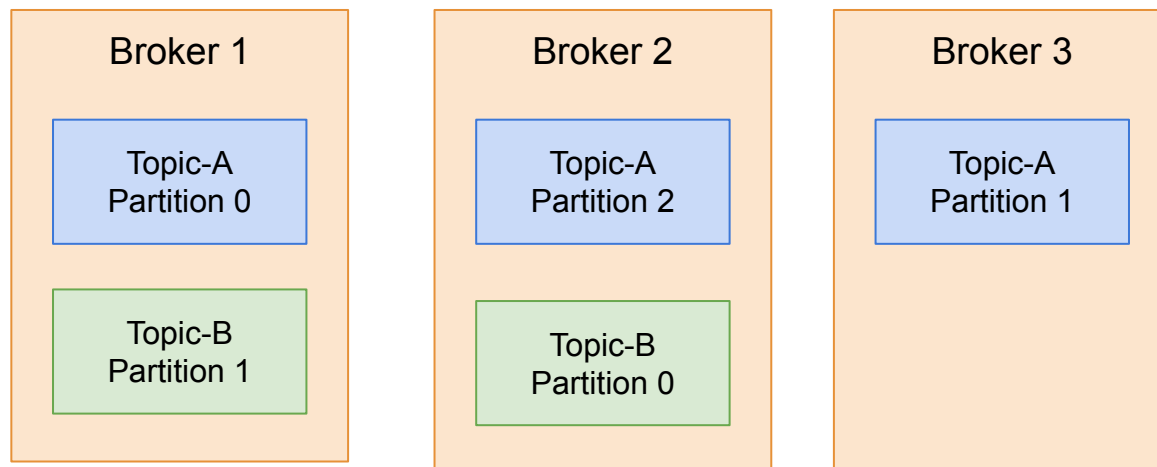 Broker 1
Topic-A
Partition 0
Topic-B
Partition 1
Broker 2
Topic-A
Partition 2
Topic-B
Partition 0
Broker 3
Topic-A
Partition 1